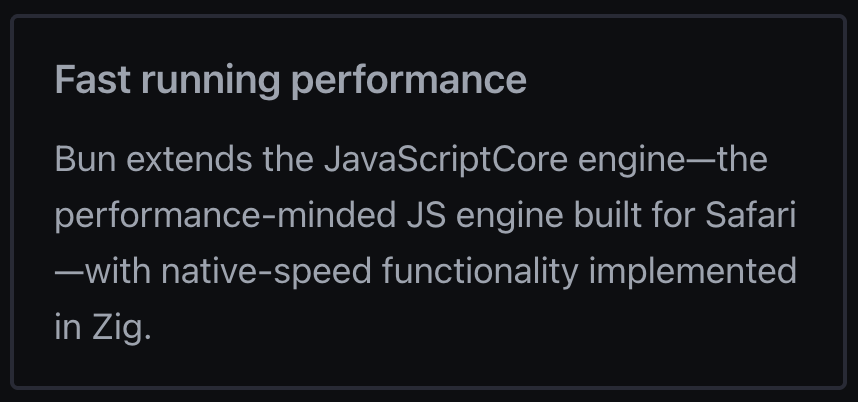 Fast running performance
Bun extends the JavaScriptCore engine—the
performance-minded JS engine built for Safari
—with native-speed functionality implemented
in Zig.